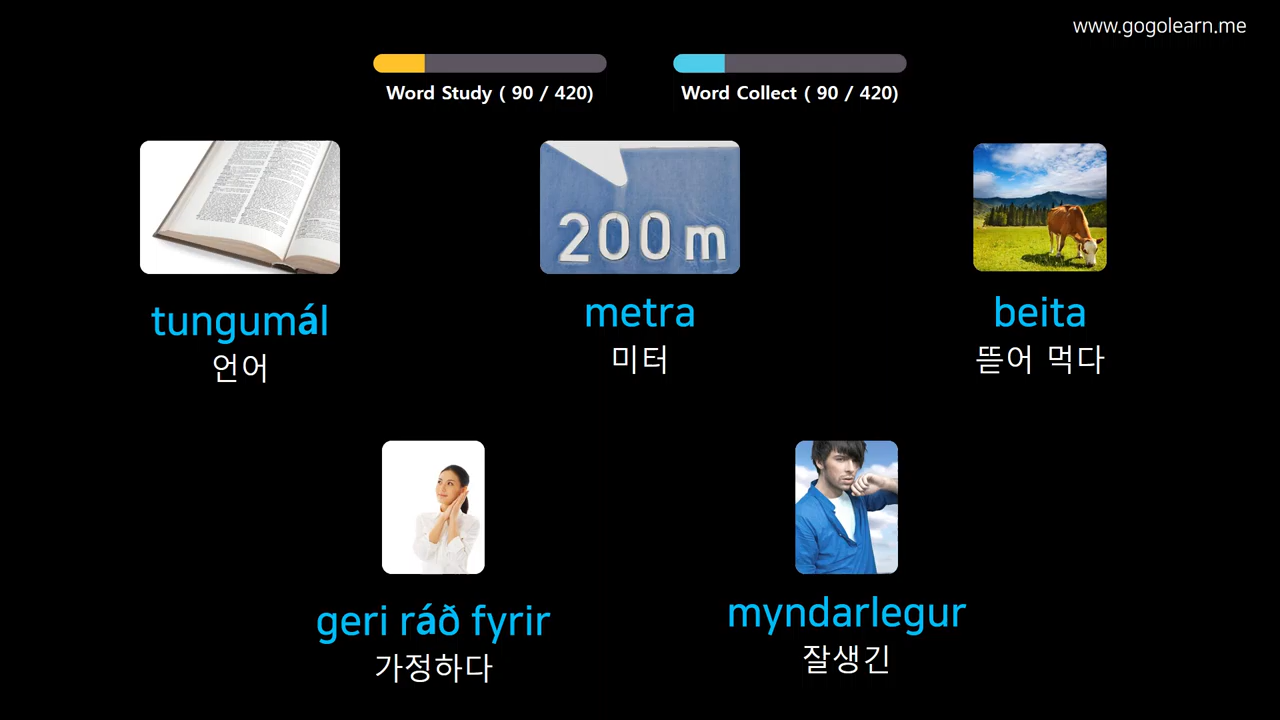 www.gogolearn.me
Word Study ( 90 / 420)
Word Collect ( 90 / 420)
200 m
tungumál
언어
metra
미터
beita
뜯어 먹다
geri ráð fyrir
가정하다
myndarlegur
잘생긴